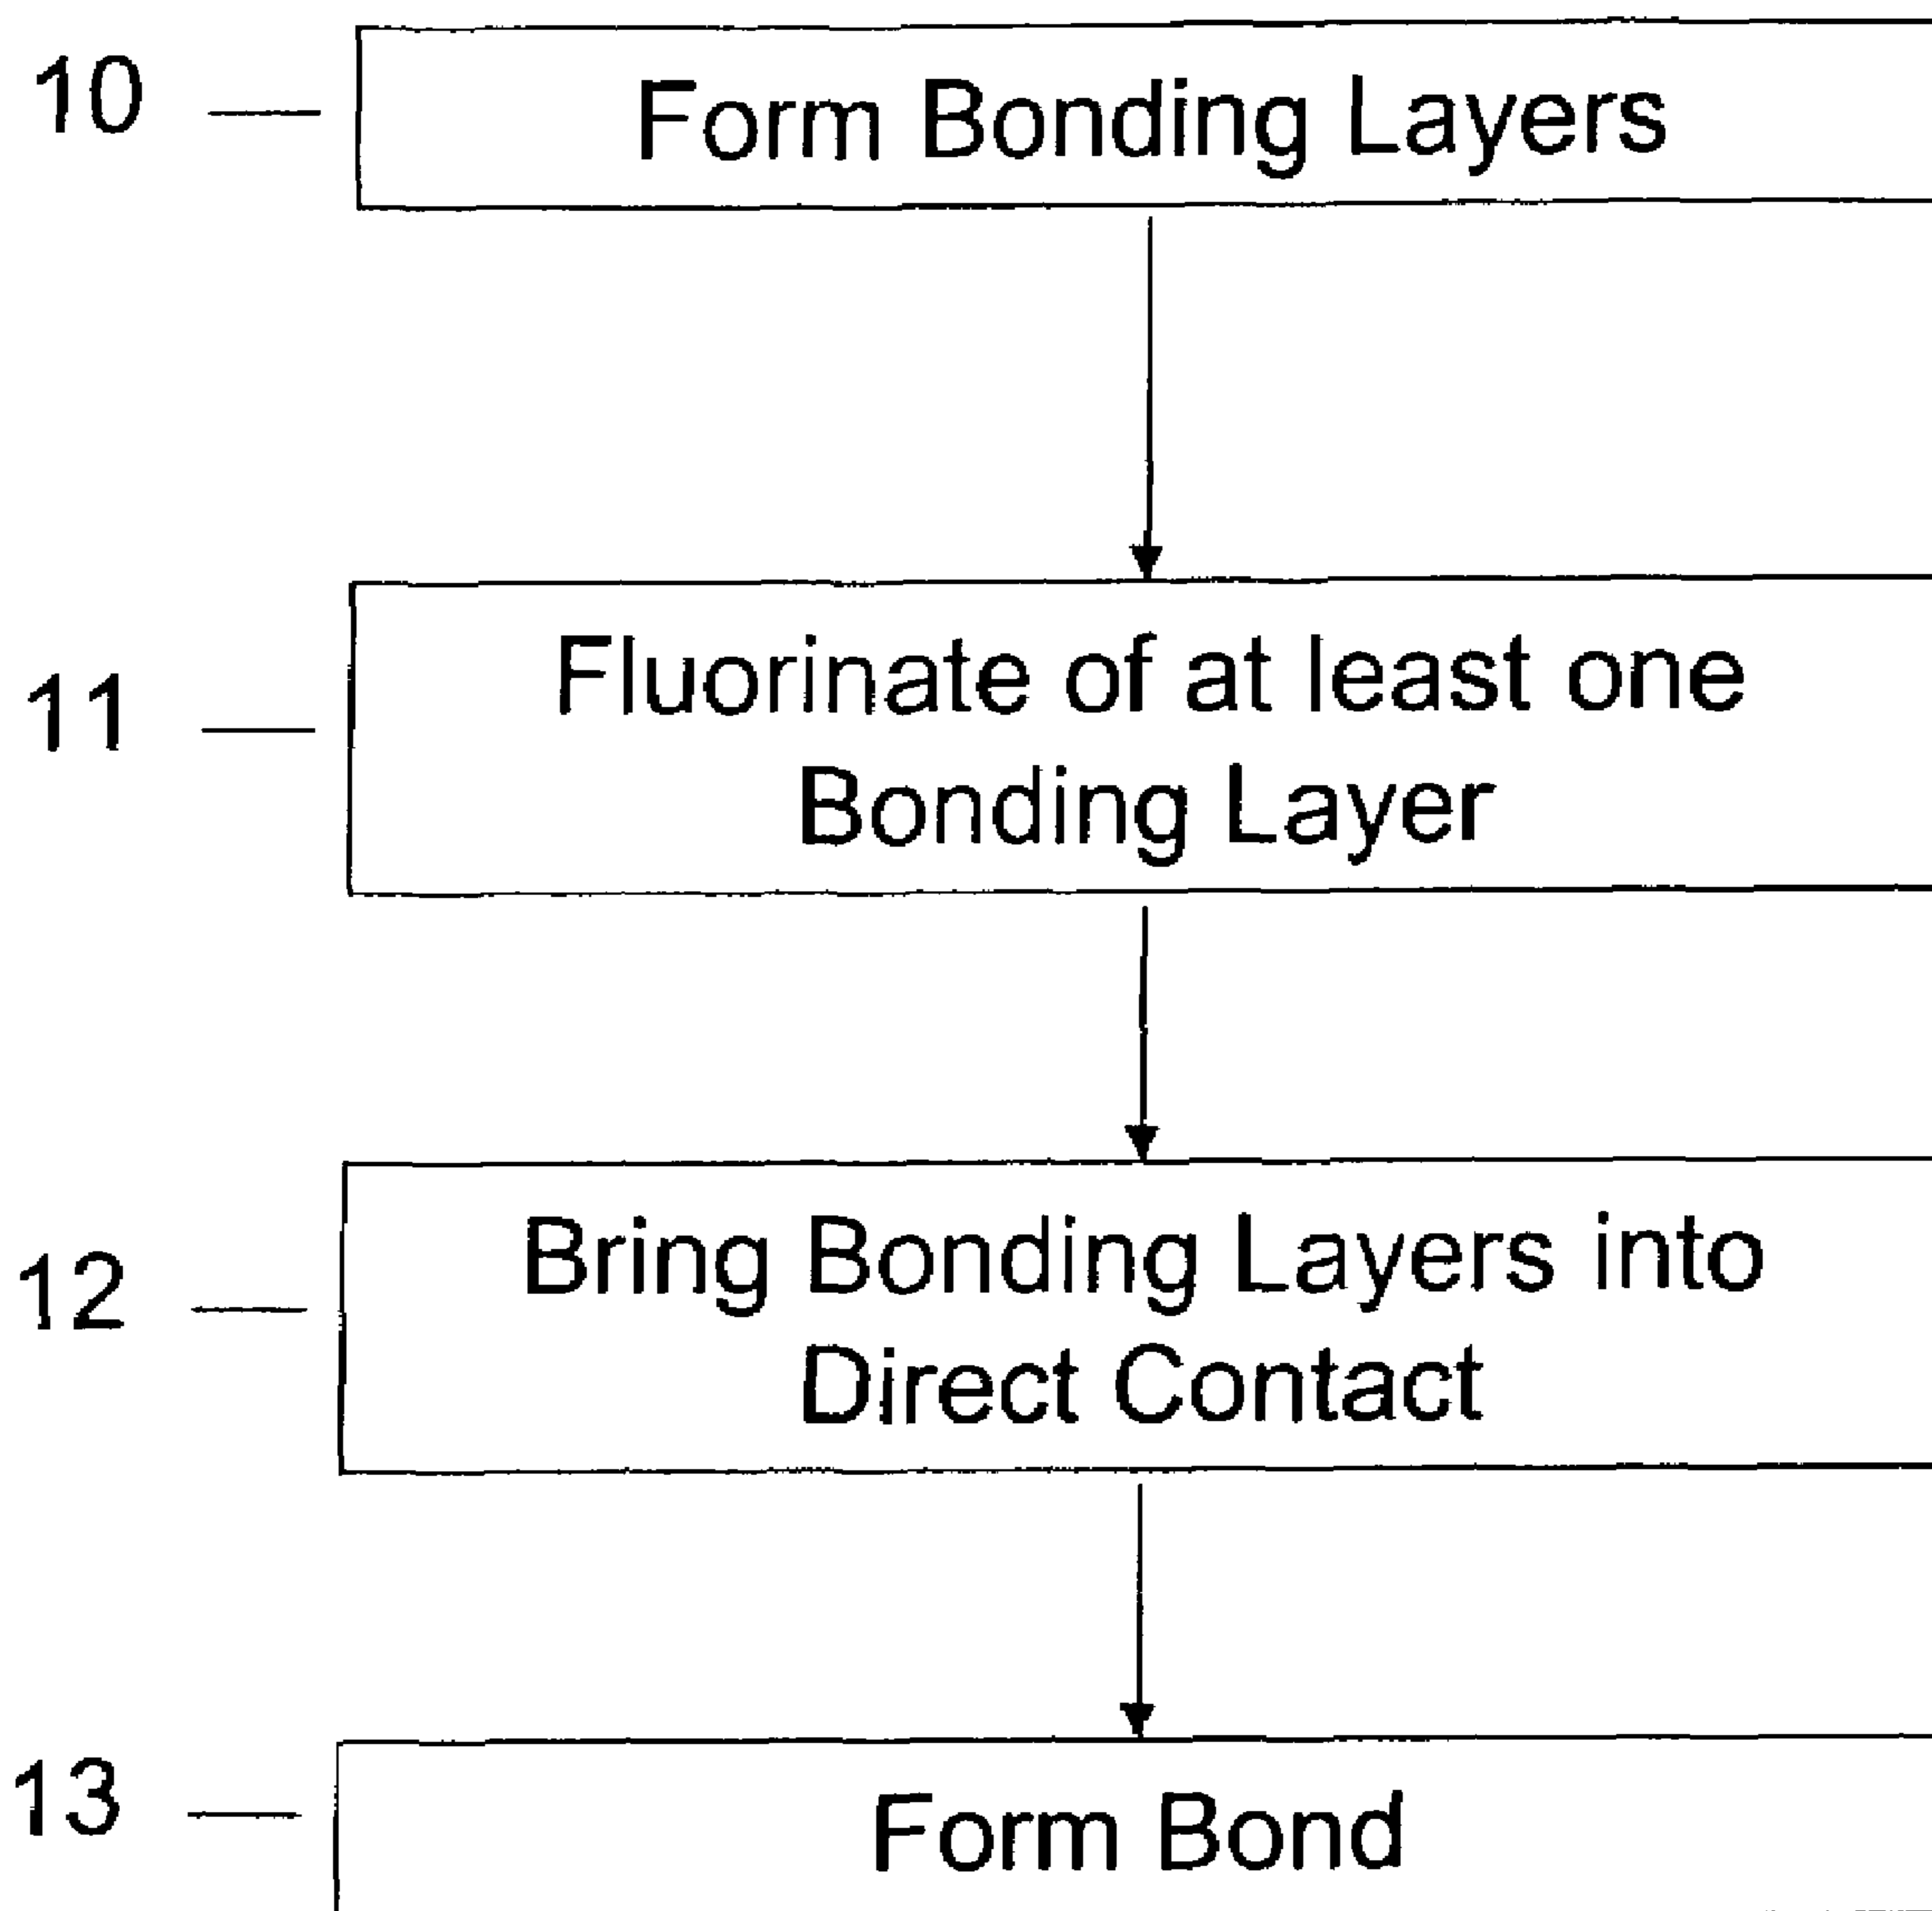 10
Form Bonding Layers
11
Fluorinate of at least one
Bonding Layer
12
Bring Bonding Layers into
Direct Contact
13
Form Bond